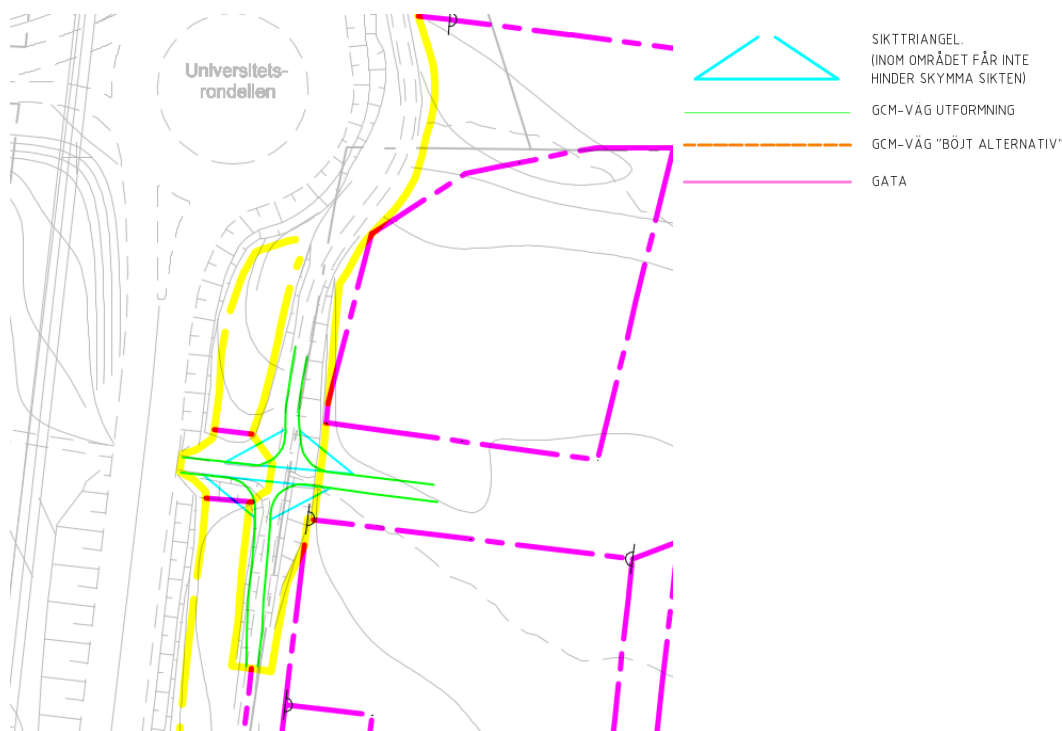 Universitets-
rondellen
SIKTTRIANGEL.
(INOM OMRÅDET FÅR INTE
HINDER SKYMMA SIKTEN)
GCM-VÄG UTFORMNING
GCM-VÄG "BÖJT ALTERNATIV"
GATA